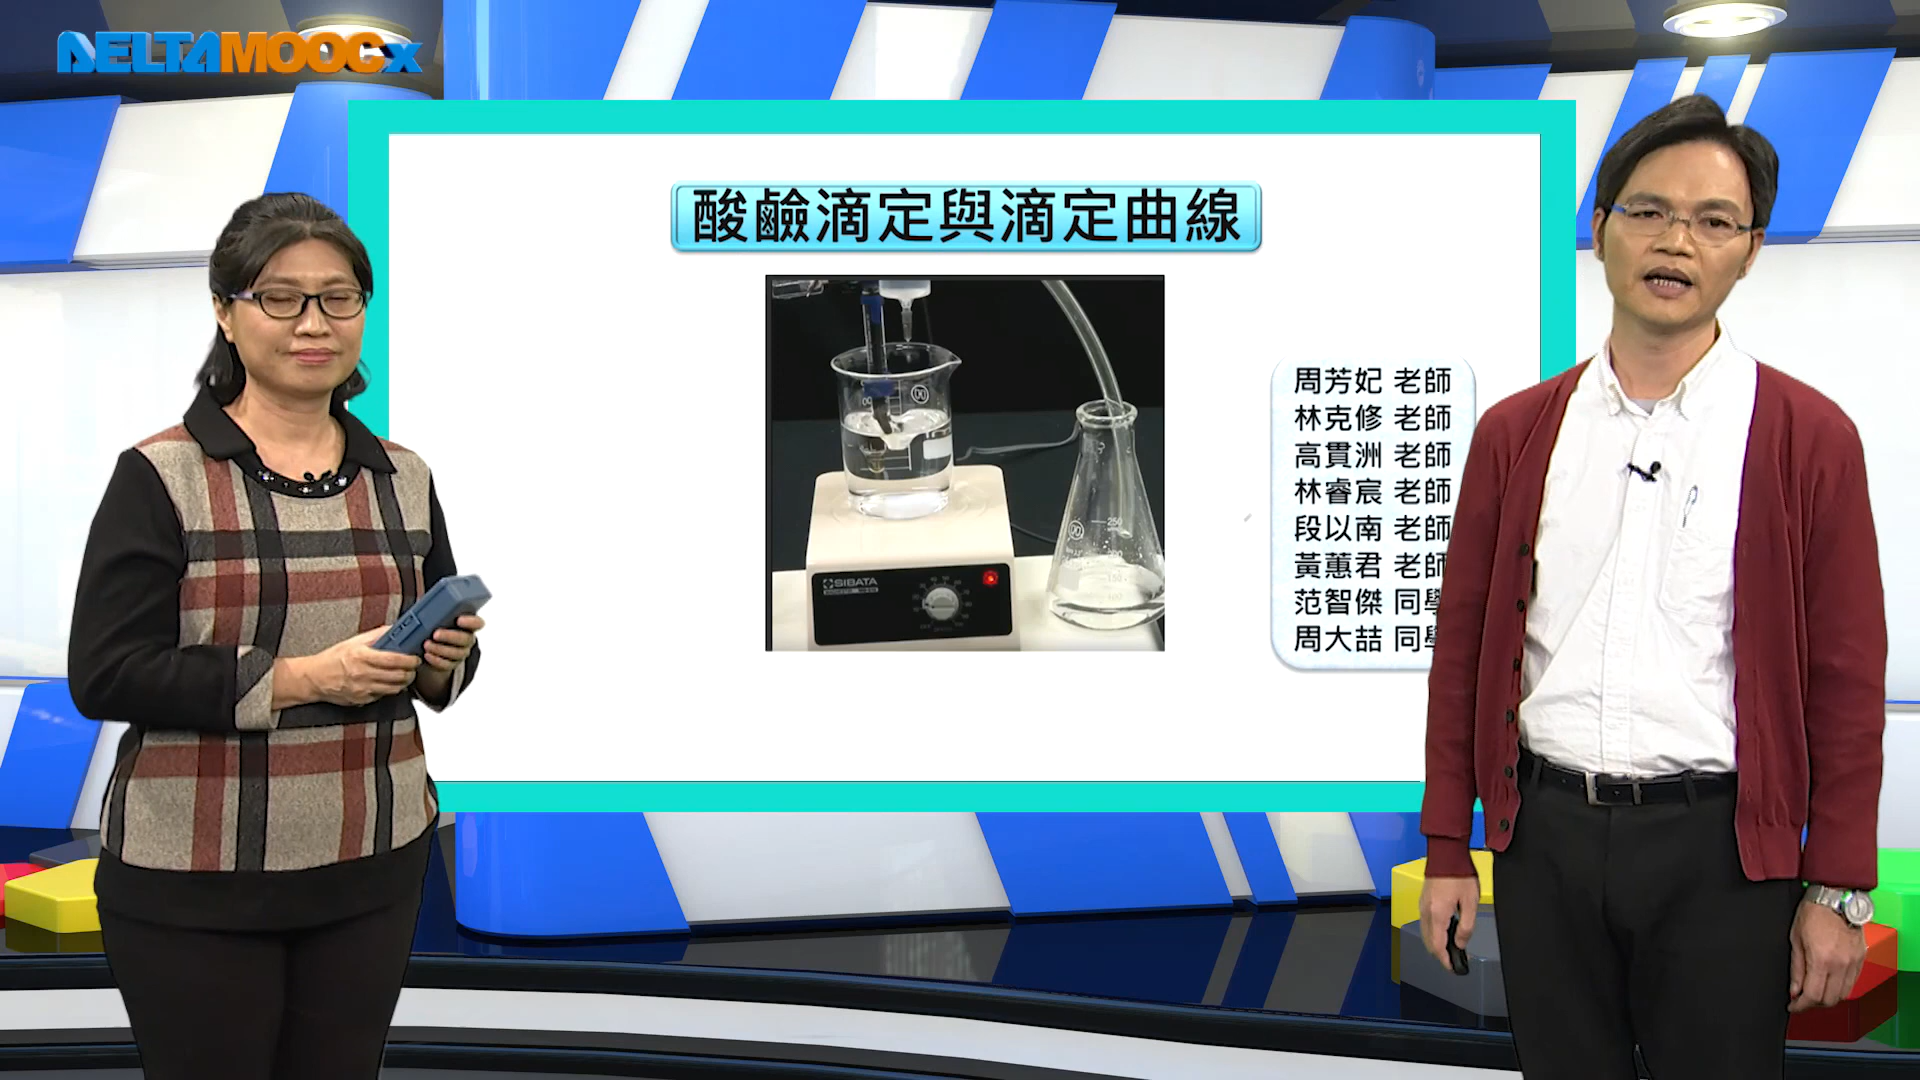 DELTAMOOCx
酸鹼滴定與滴定曲線
周芳妃 老師
林克修 老師
高貫洲 老師
林睿宸 老師
段以南 老師
黃蕙君 老師
范智傑 同學
周大喆 同學
SIBATA
250